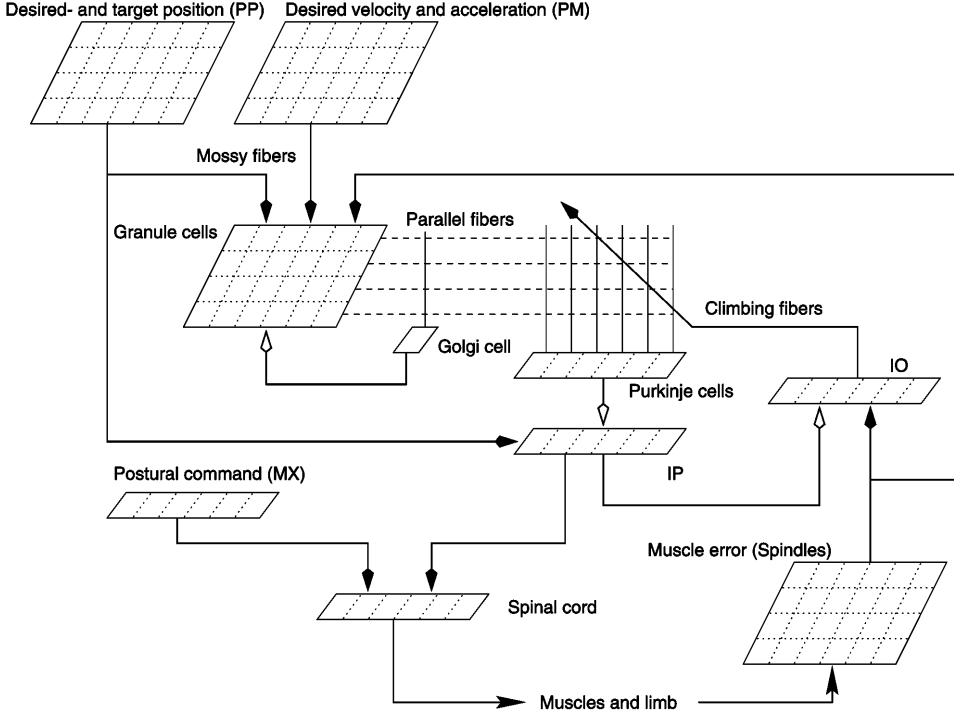 Desired- and target position (PP)
Desired velocity and acceleration (PM)
Mossy fibers
Granule cells
Parallel fibers
Climbing fibers
Golgi cell
IO
Purkinje cells
IP
Postural command (MX)
Muscle error (Spindles)
Spinal cord
Muscles and limb